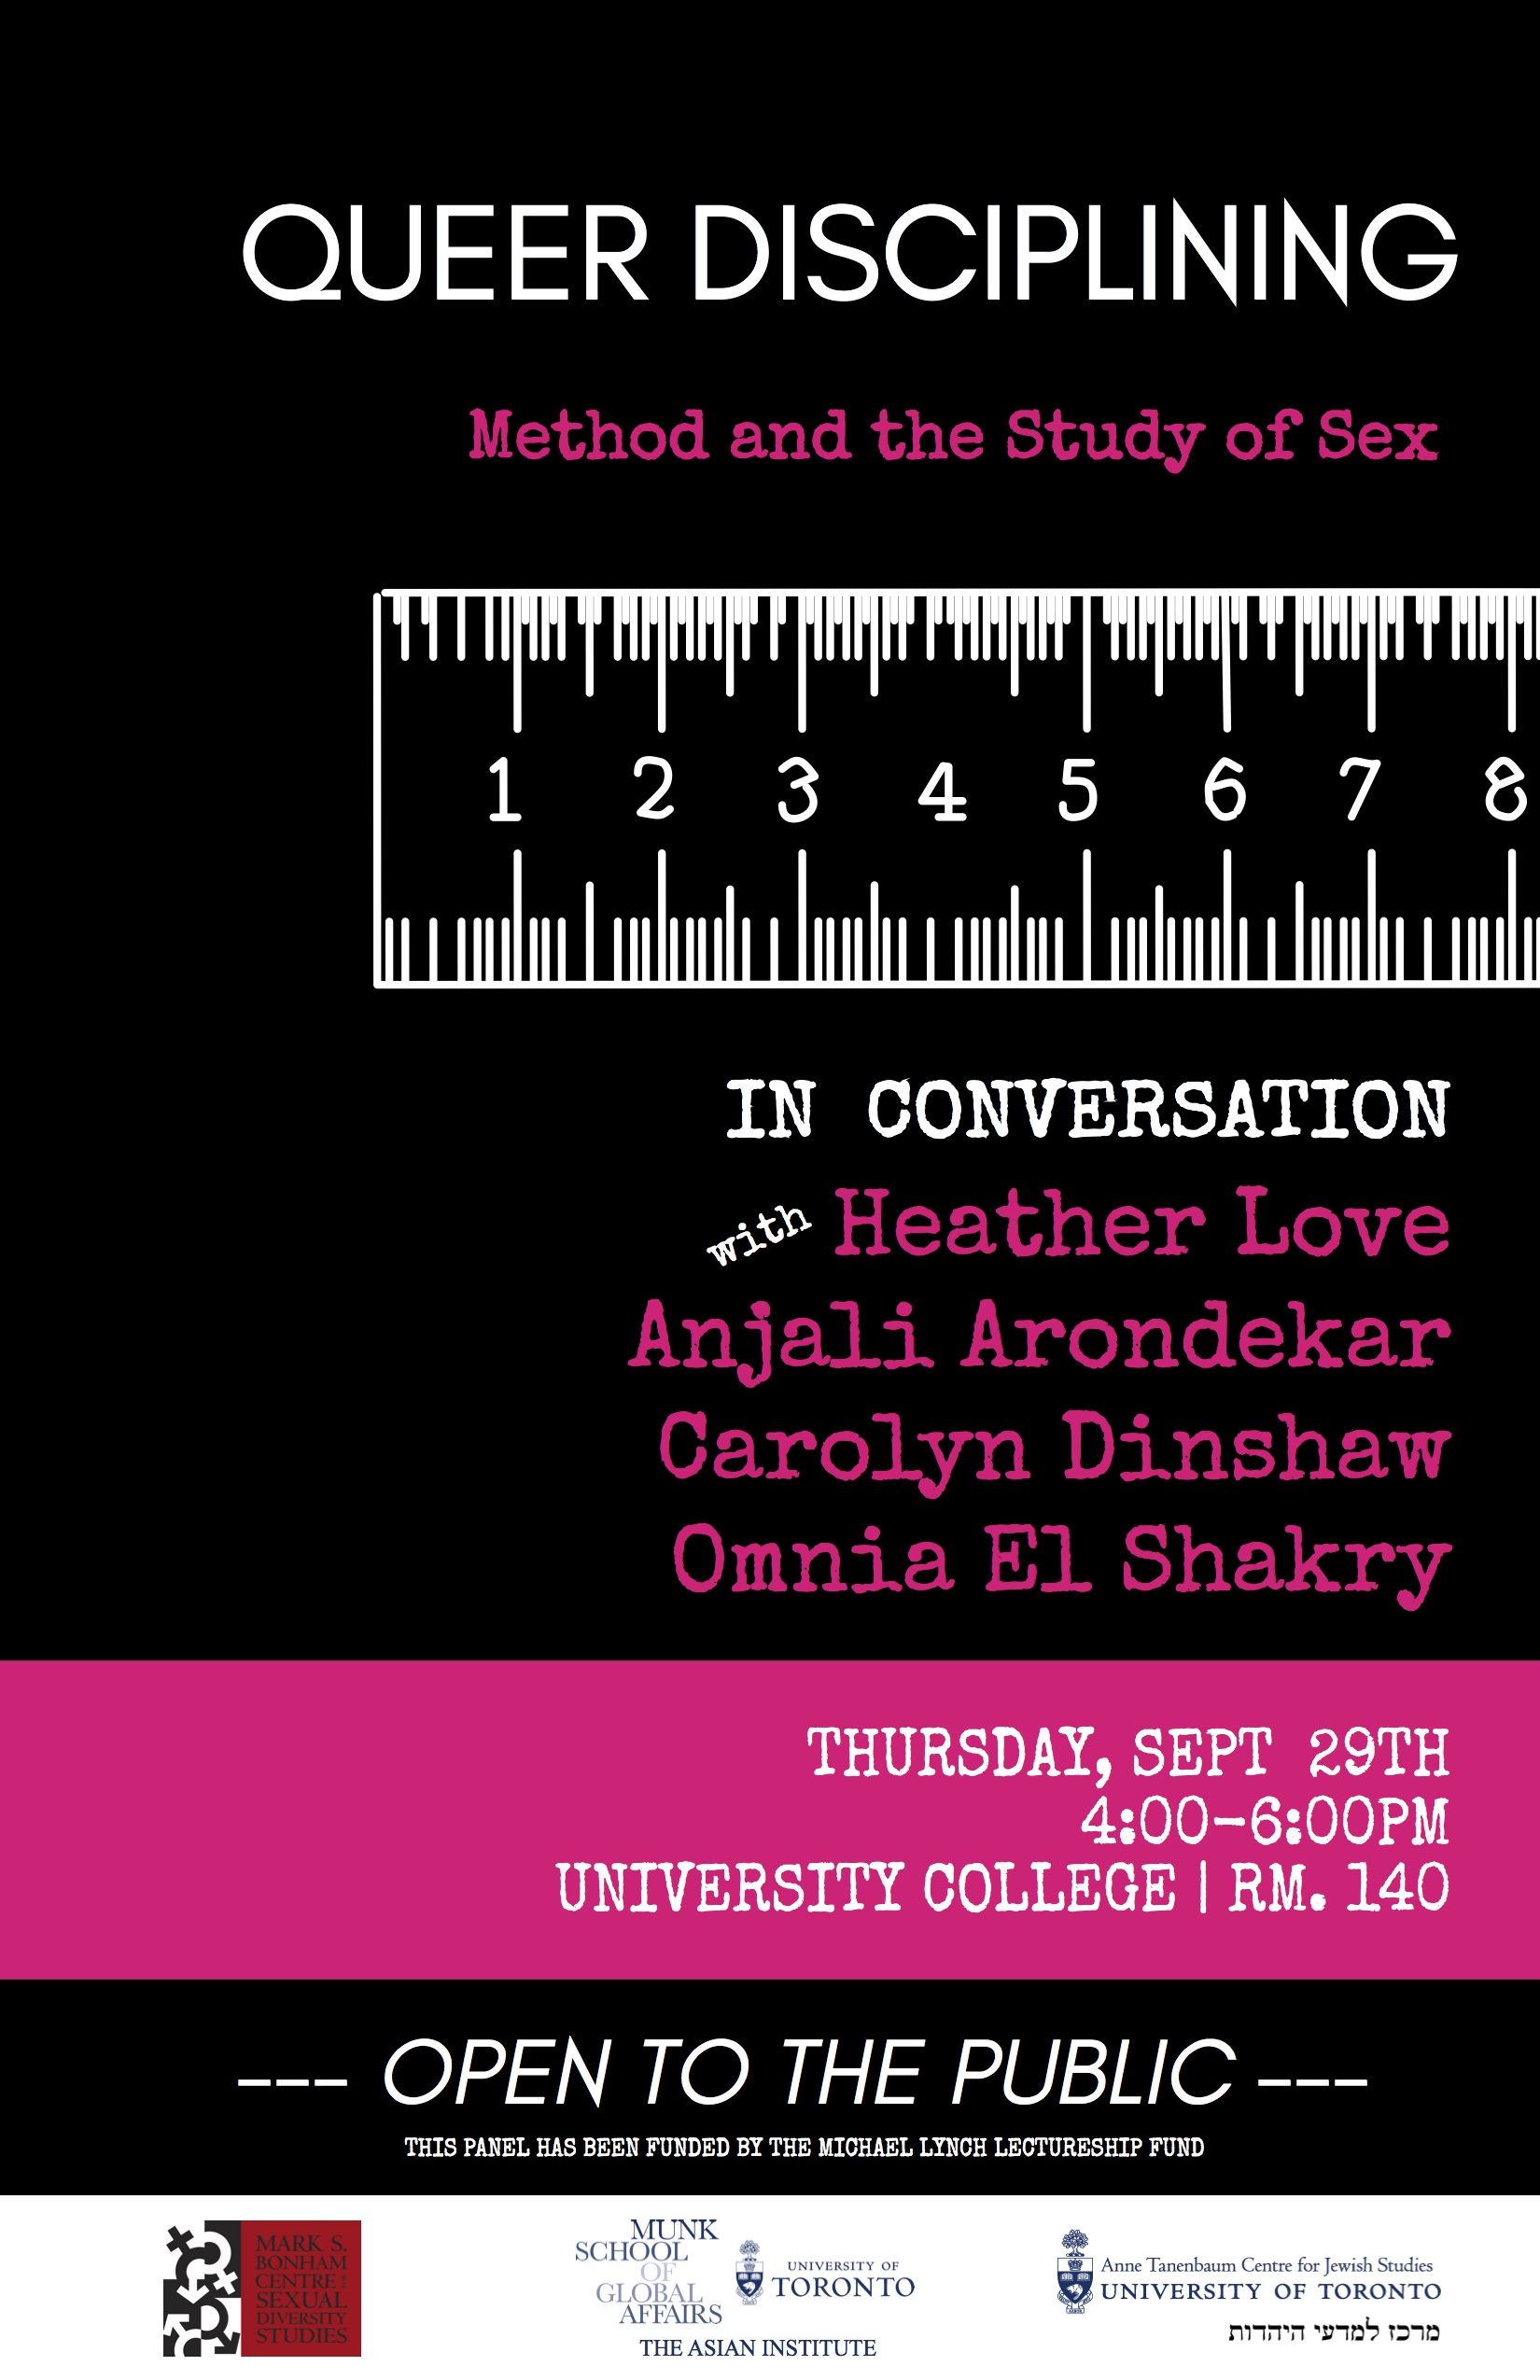 QUEER DISCIPLINING
Method and the Study of Sex
1 2 3 4 5 6 7 8
IN CONVERSATION
with Heather Love
Anjali Arondekar
Carolyn Dinshaw
Omnia El Shakry
THURSDAY, SEPT 29TH
4:00-6:00PM
UNIVERSITY COLLEGE | RM. 140
--- OPEN TO THE PUBLIC ---
THIS PANEL HAS BEEN FUNDED BY THE MICHAEL LYNCH LECTURESHIP FUND
MARK S.
BONHAM
CENTRE
SEXUAL
DIVERSITY
STUDIES
MUNK
SCHOOL
OF
GLOBAL
AFFAIRS
UNIVERSITY OF
TORONTO
THE ASIAN INSTITUTE
Anne Tanenbaum Centre for Jewish Studies
UNIVERSITY OF TORONTO
מרכז למדעי היהדות